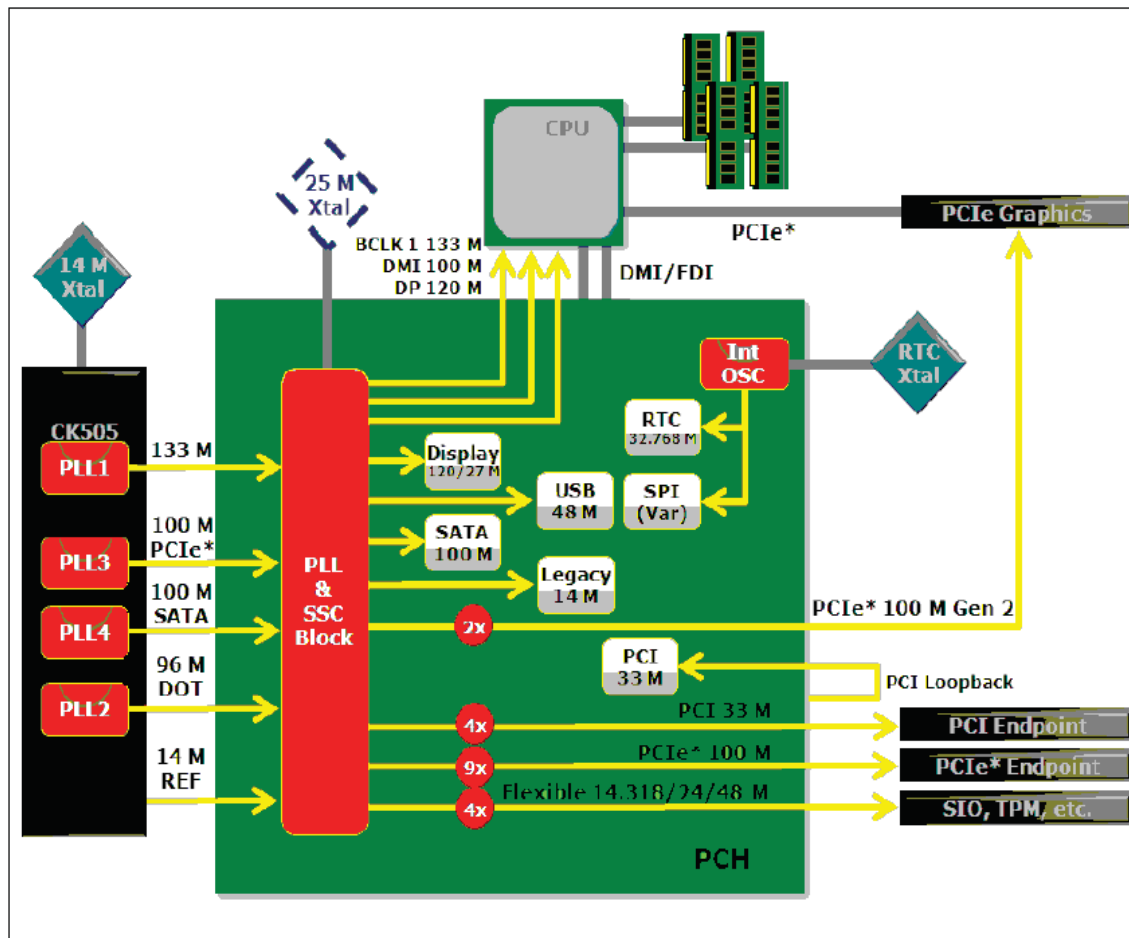 CPU
25 M
Xtal
PCIe Graphics
PCIe*
BCLK 1 133 M
DMI 100 M
DP 120 M
DMI/FDI
14 M
Xtal
Int
OSC
RTC
Xtal
CK505
133 M
PLL1
RTC
32.768 M
Display
120/27 M
USB
48 M
SPI
(Var)
100 M
PCIe*
PLL3
SATA
100 M
PLL
&
SSC
Block
Legacy
14 M
100 M
SATA
PLL4
2x
PCIe* 100 M Gen 2
96 M
DOT
PLL2
PCI
33 M
PCI Loopback
4x
PCI 33 M
PCI Endpoint
14 M
REF
9x
PCIe* 100 M
PCIe* Endpoint
Flexible 14.318/24/48 M
4x
SIO, TPM, etc.
PCH